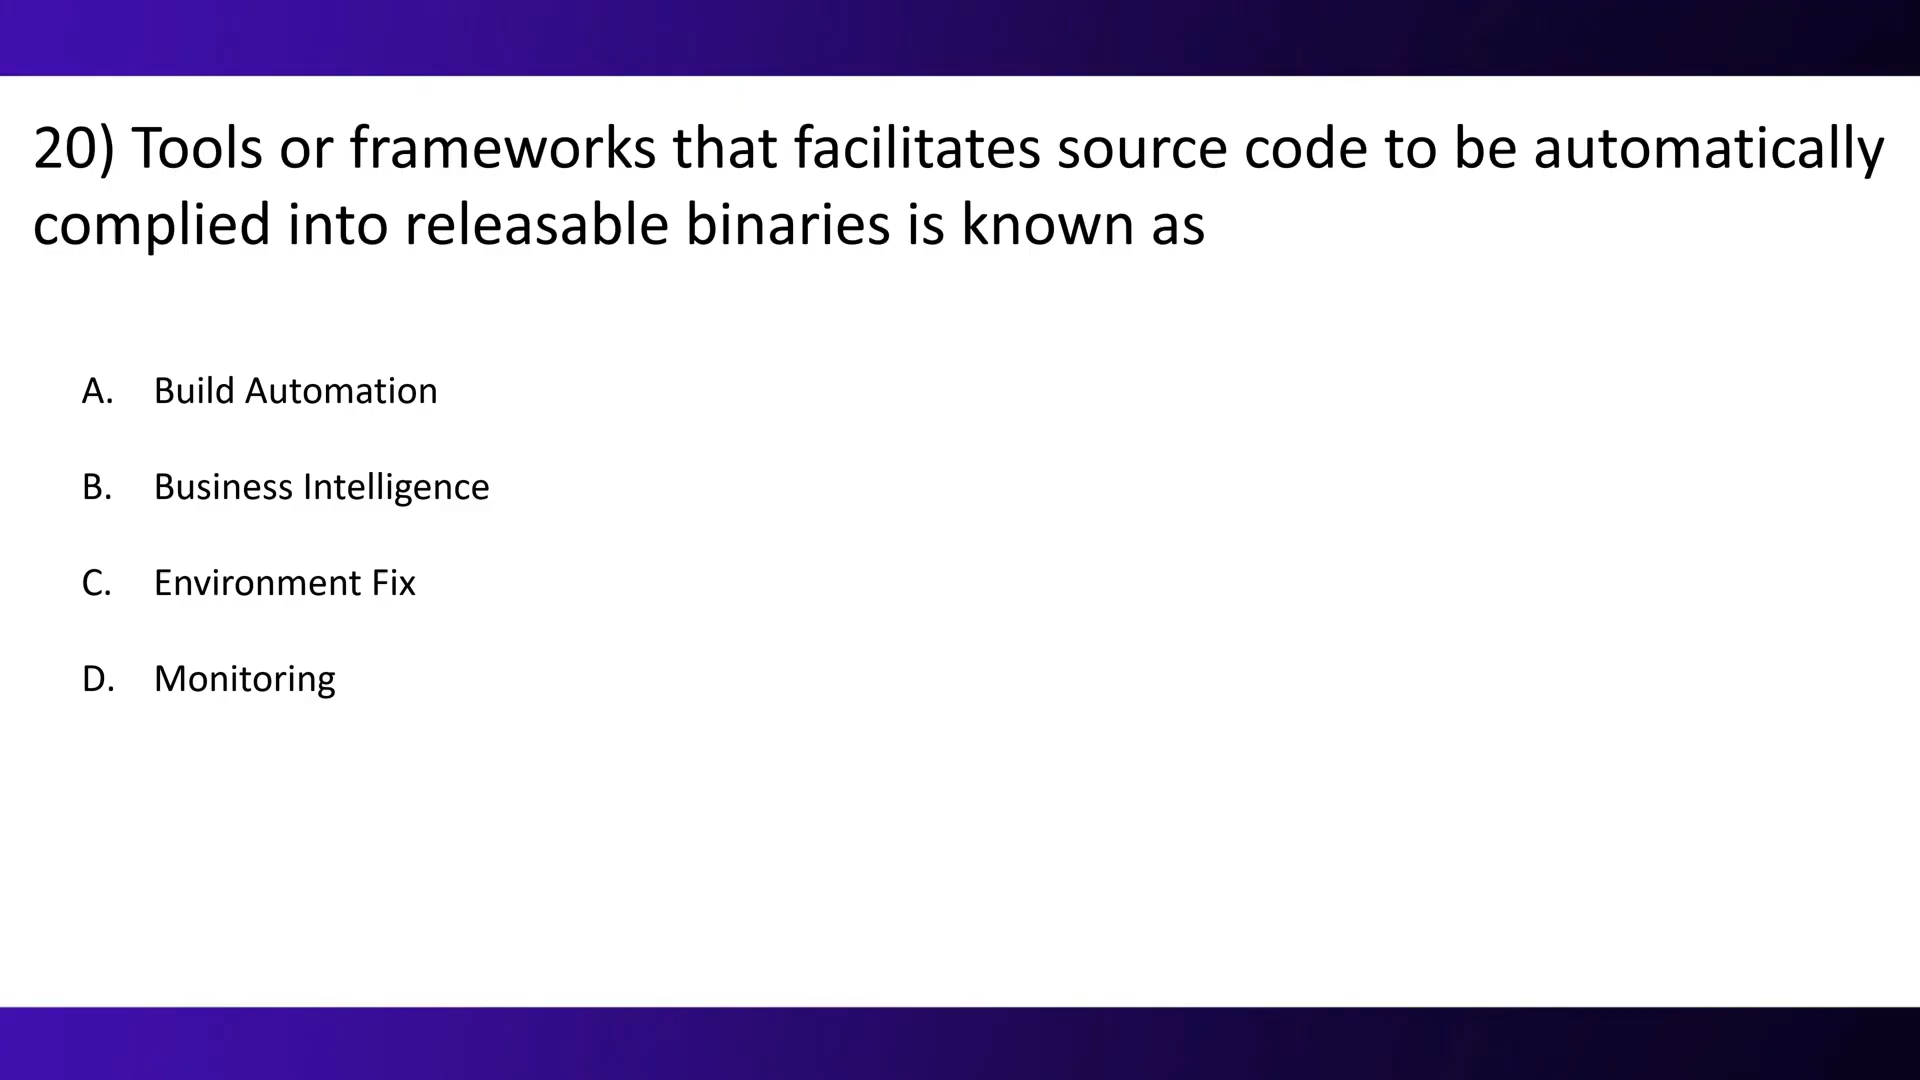 20) Tools or frameworks that facilitates source code to be automatically
complied into releasable binaries is known as
A. Build Automation
B. Business Intelligence
C. Environment Fix
D. Monitoring